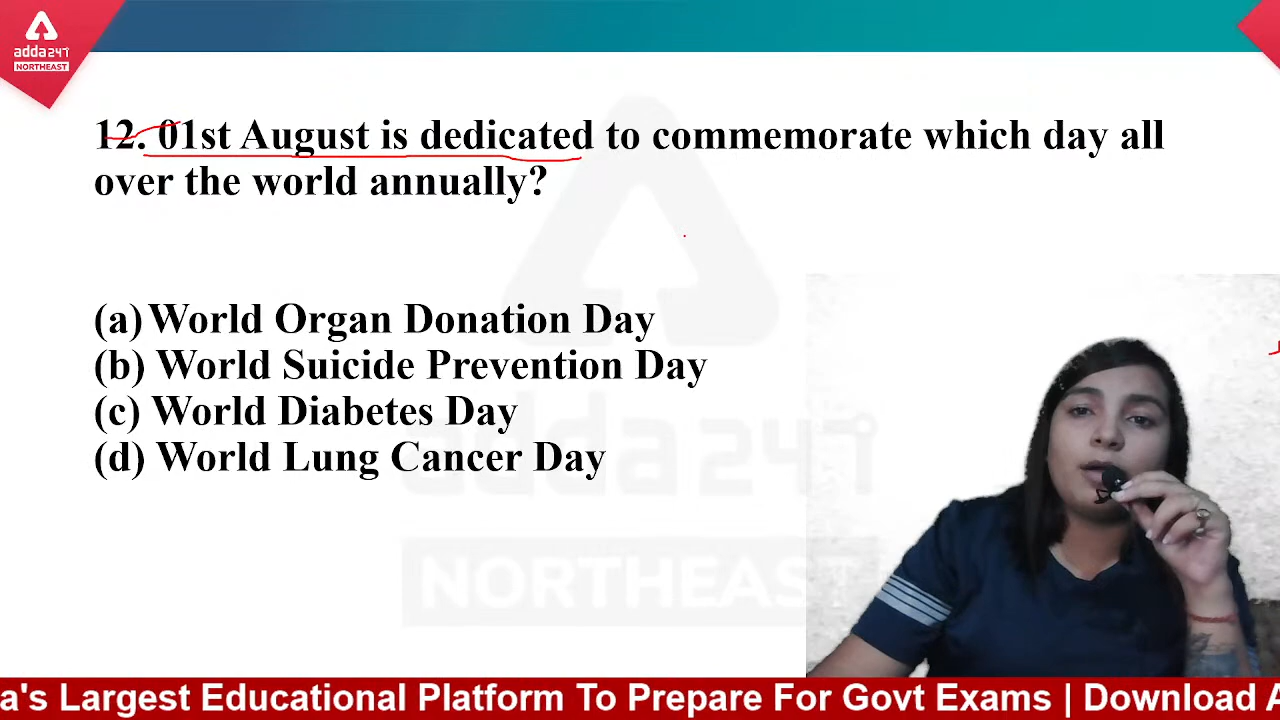 adda247
NORTHEAST
12. 01st August is dedicated to commemorate which day all
over the world annually?
(a) World Organ Donation Day
(b) World Suicide Prevention Day
(c) World Diabetes Day
(d) World Lung Cancer Day
adda247
NORTHEAST
a's Largest Educational Platform To Prepare For Govt Exams | Download A